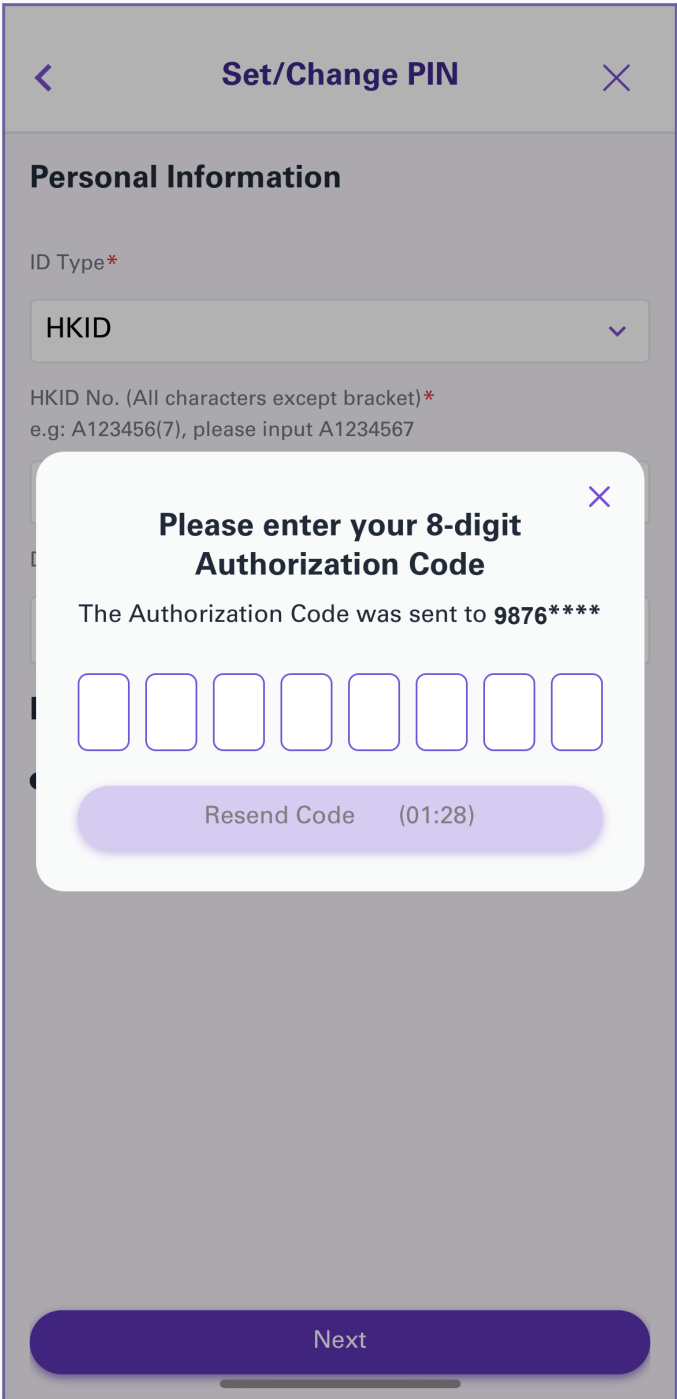 Set/Change PIN
Personal Information
ID Type*
HKID
HKID No. (All characters except bracket)*
e.g: A123456(7), please input A1234567
Please enter your 8-digit
Authorization Code
The Authorization Code was sent to 9876****
Resend Code (01:28)
Next